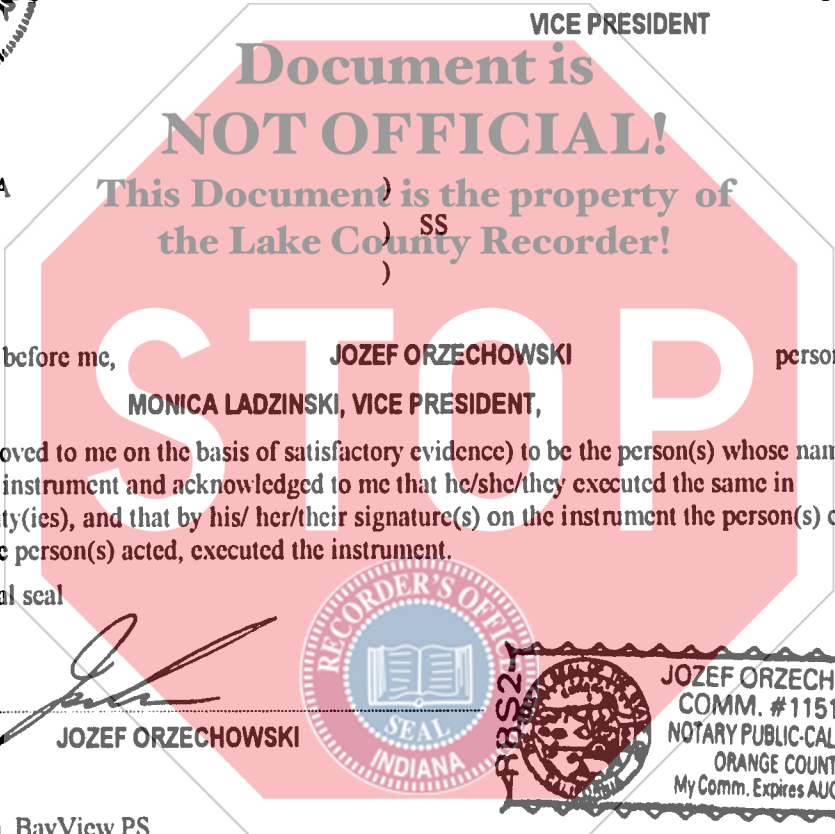 VICE PRESIDENT
Document is
NOT OFFICIAL!
This Document is the property of
the Lake County Recorder!
A )
) SS
)
STOP
before me, JOZEF ORZECHOWSKI person
MONICA LADZINSKI, VICE PRESIDENT,
oved to me on the basis of satisfactory evidence) to be the person(s) whose nam
instrument and acknowledged to me that he/she/they executed the same in
ty(ies), and that by his/ her/their signature(s) on the instrument the person(s) o
e person(s) acted, executed the instrument.
al seal
RECORDER'S OFFICE
SEAL
INDIANA
JOZEF ORZECHOWSKI
RBS2
JOZEF ORZECH
COMM. #1151
NOTARY PUBLIC-CAL
ORANGE COUNT
My Comm. Expires AUG
BayView PS